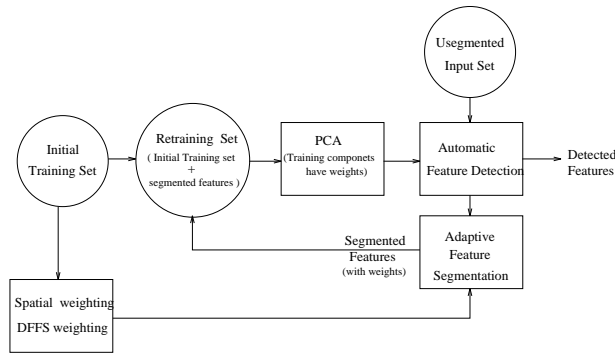 Usegmented
Input Set
Initial
Training Set
Retraining Set
( Initial Training set
+
segmented features )
PCA
(Training componets
have weights)
Automatic
Feature Detection
Detected
Features
Segmented
Features
(with weights)
Adaptive
Feature
Segmentation
Spatial weighting
DFFS weighting